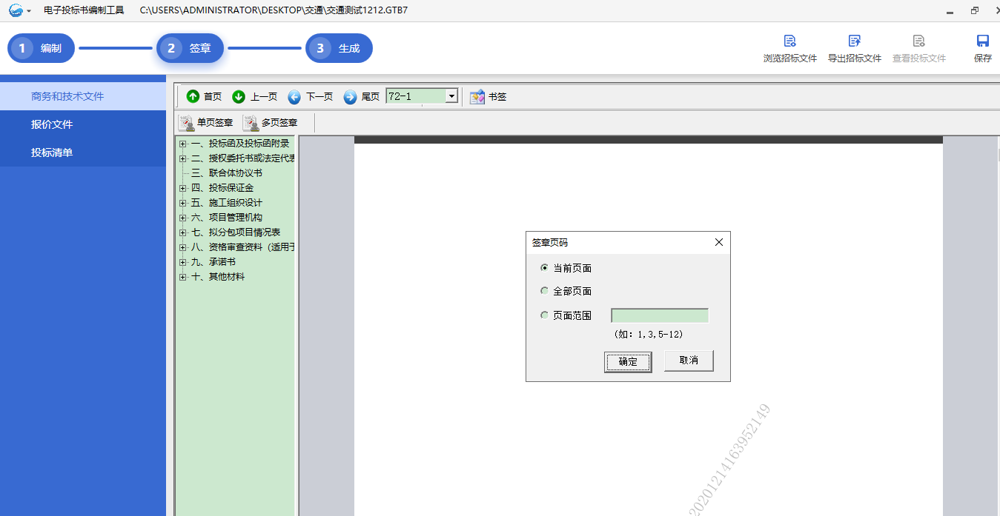 电子投标书编制工具 C:\USERS\ADMINISTRATOR\DESKTOP\交通\交通测试1212.GTB7
1 编制 2 签章 3 生成
浏览招标文件 导出招标文件 查看投标文件 保存
商务和技术文件
报价文件
投标清单
首页 上一页 下一页 尾页 72-1 书签
单页签章 多页签章
一、投标函及投标函附录
二、授权委托书或法定代表
三、联合体协议书
四、投标保证金
五、施工组织设计
六、项目管理机构
七、拟分包项目情况表
八、资格审查资料（适用于
九、承诺书
十、其他材料
签章页码
当前页面
全部页面
页面范围
(如：1,3,5-12)
确定 取消
20201214163952149